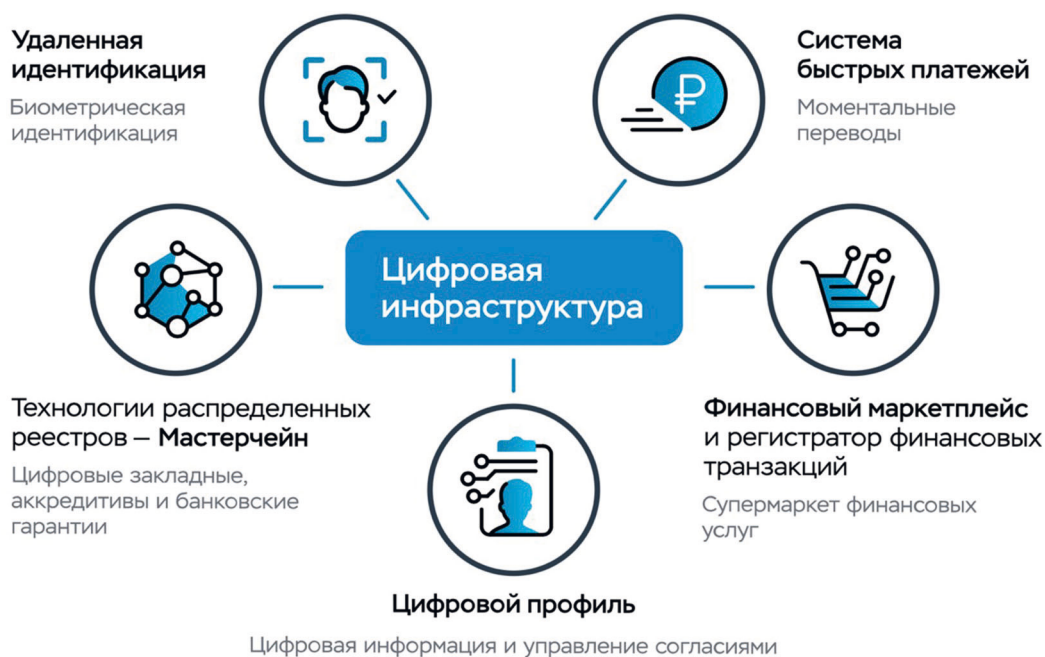 Удаленная
идентификация
Биометрическая
идентификация
Система
быстрых платежей
Моментальные
переводы
Цифровая
инфраструктура
Технологии распределенных
реестров – Мастерчейн
Цифровые закладные,
аккредитивы и банковские
гарантии
Финансовый маркетплейс
и регистратор финансовых
транзакций
Супермаркет финансовых
услуг
Цифровой профиль
Цифровая информация и управление согласиями